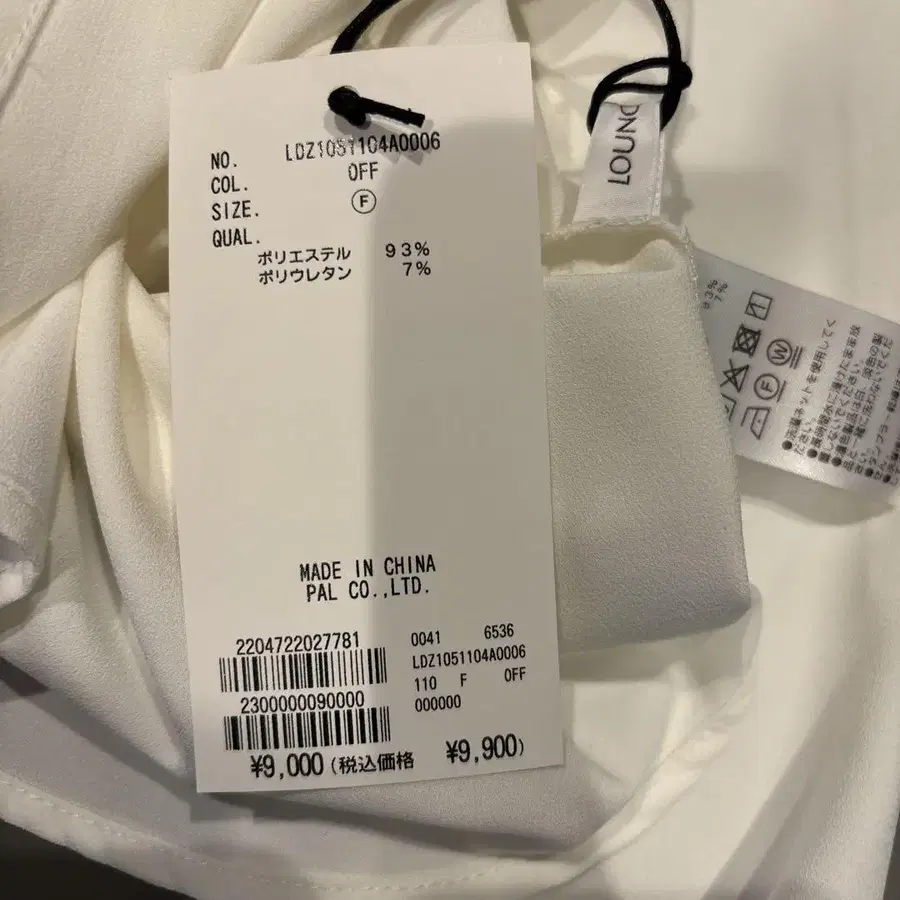 NO. LDZ1051104A0006
COL. OFF
SIZE. F
QUAL.
ポリエステル 93%
ポリウレタン 7%
MADE IN CHINA
PAL CO.,LTD.
2204722027781
2300000090000
¥9,000(税込価格 ¥9,900)
0041 6536
LDZ1051104A0006
110 F OFF
000000
LOUND
93%
7%
W
F